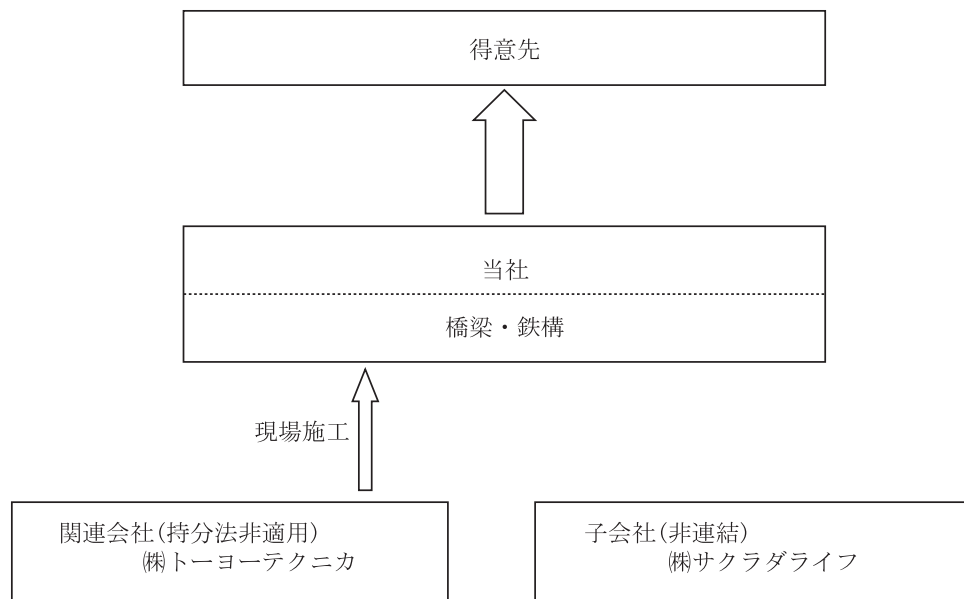 得意先
当社
橋梁・鉄構
現場施工
関連会社(持分法非適用)
㈱トーヨーテクニカ
子会社(非連結)
㈱サクラダライフ